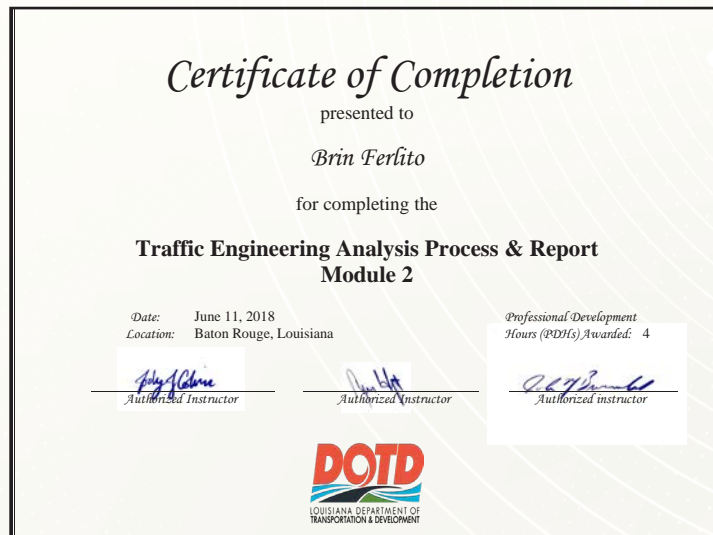 Certificate of Completion
presented to
Brin Ferlito
for completing the
Traffic Engineering Analysis Process & Report
Module 2
Date: June 11, 2018
Location: Baton Rouge, Louisiana
Professional Development
Hours (PDHs) Awarded: 4
Authorized Instructor
Authorized Instructor
Authorized instructor
DOTD
LOUISIANA DEPARTMENT OF
TRANSPORTATION & DEVELOPMENT